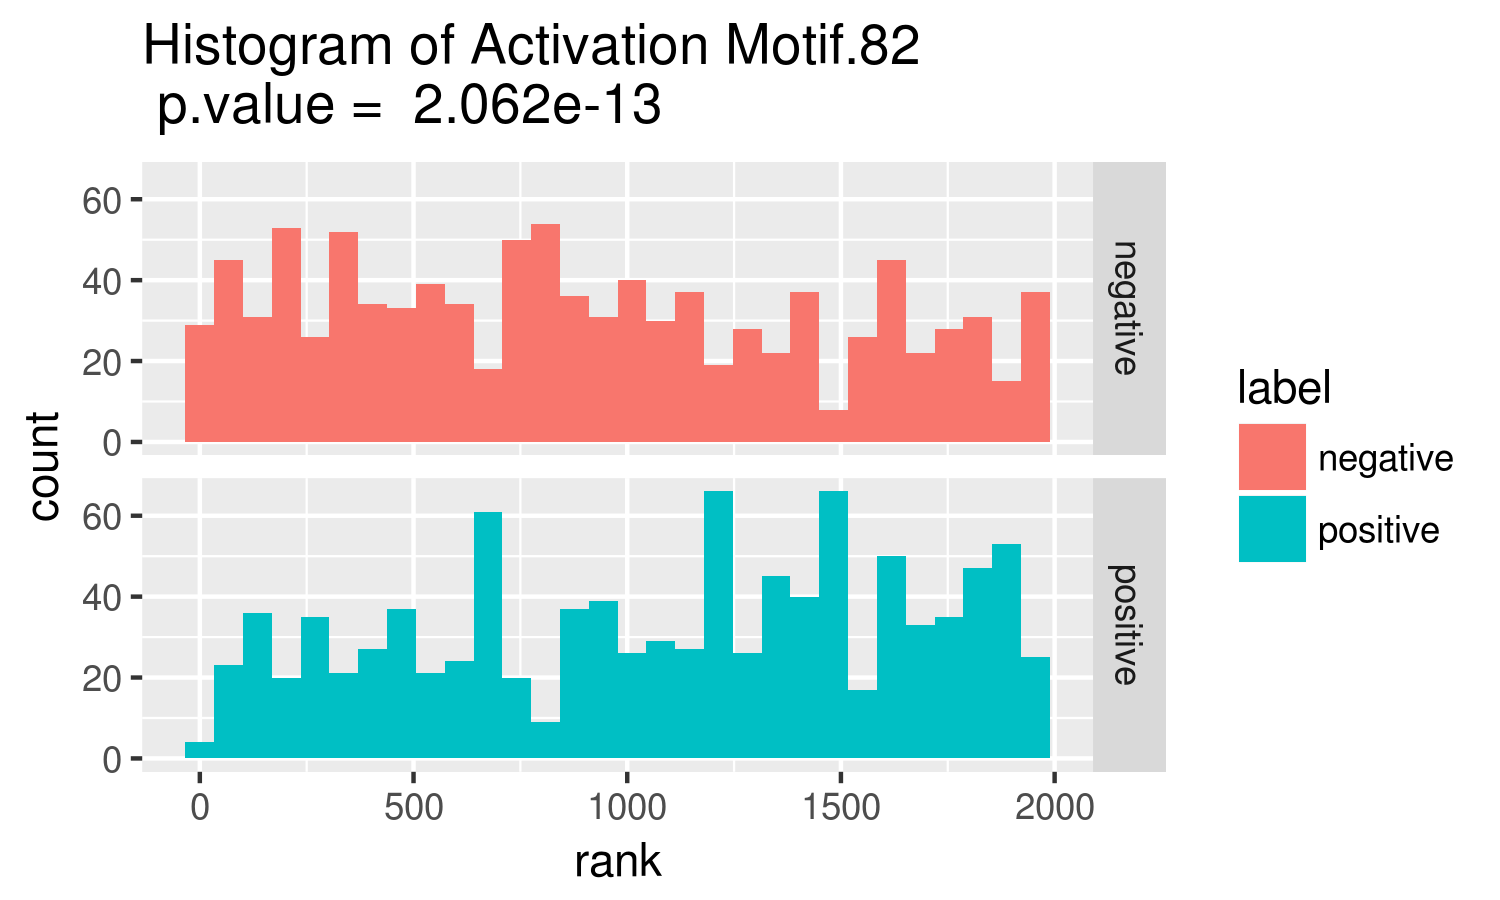 Histogram of Activation Motif.82
p.value = 2.062e-13
60
40
20
0
negative
count
60
40
20
0
positive
0 500 1000 1500 2000
rank
label
negative
positive